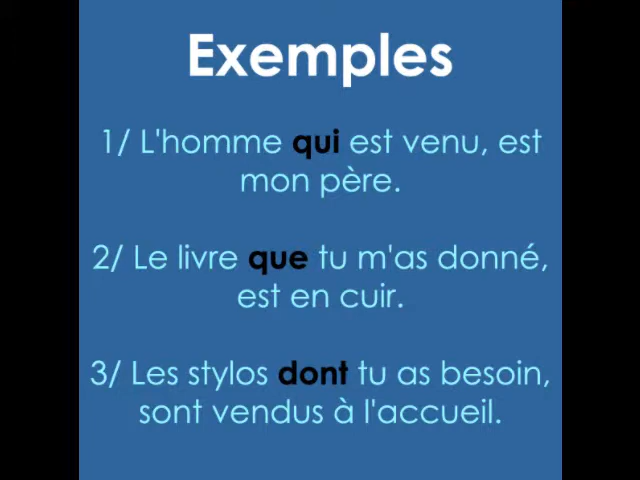 Exemples
1/ L'homme qui est venu, est
mon père.
2/ Le livre que tu m'as donné,
est en cuir.
3/ Les stylos dont tu as besoin,
sont vendus à l'accueil.